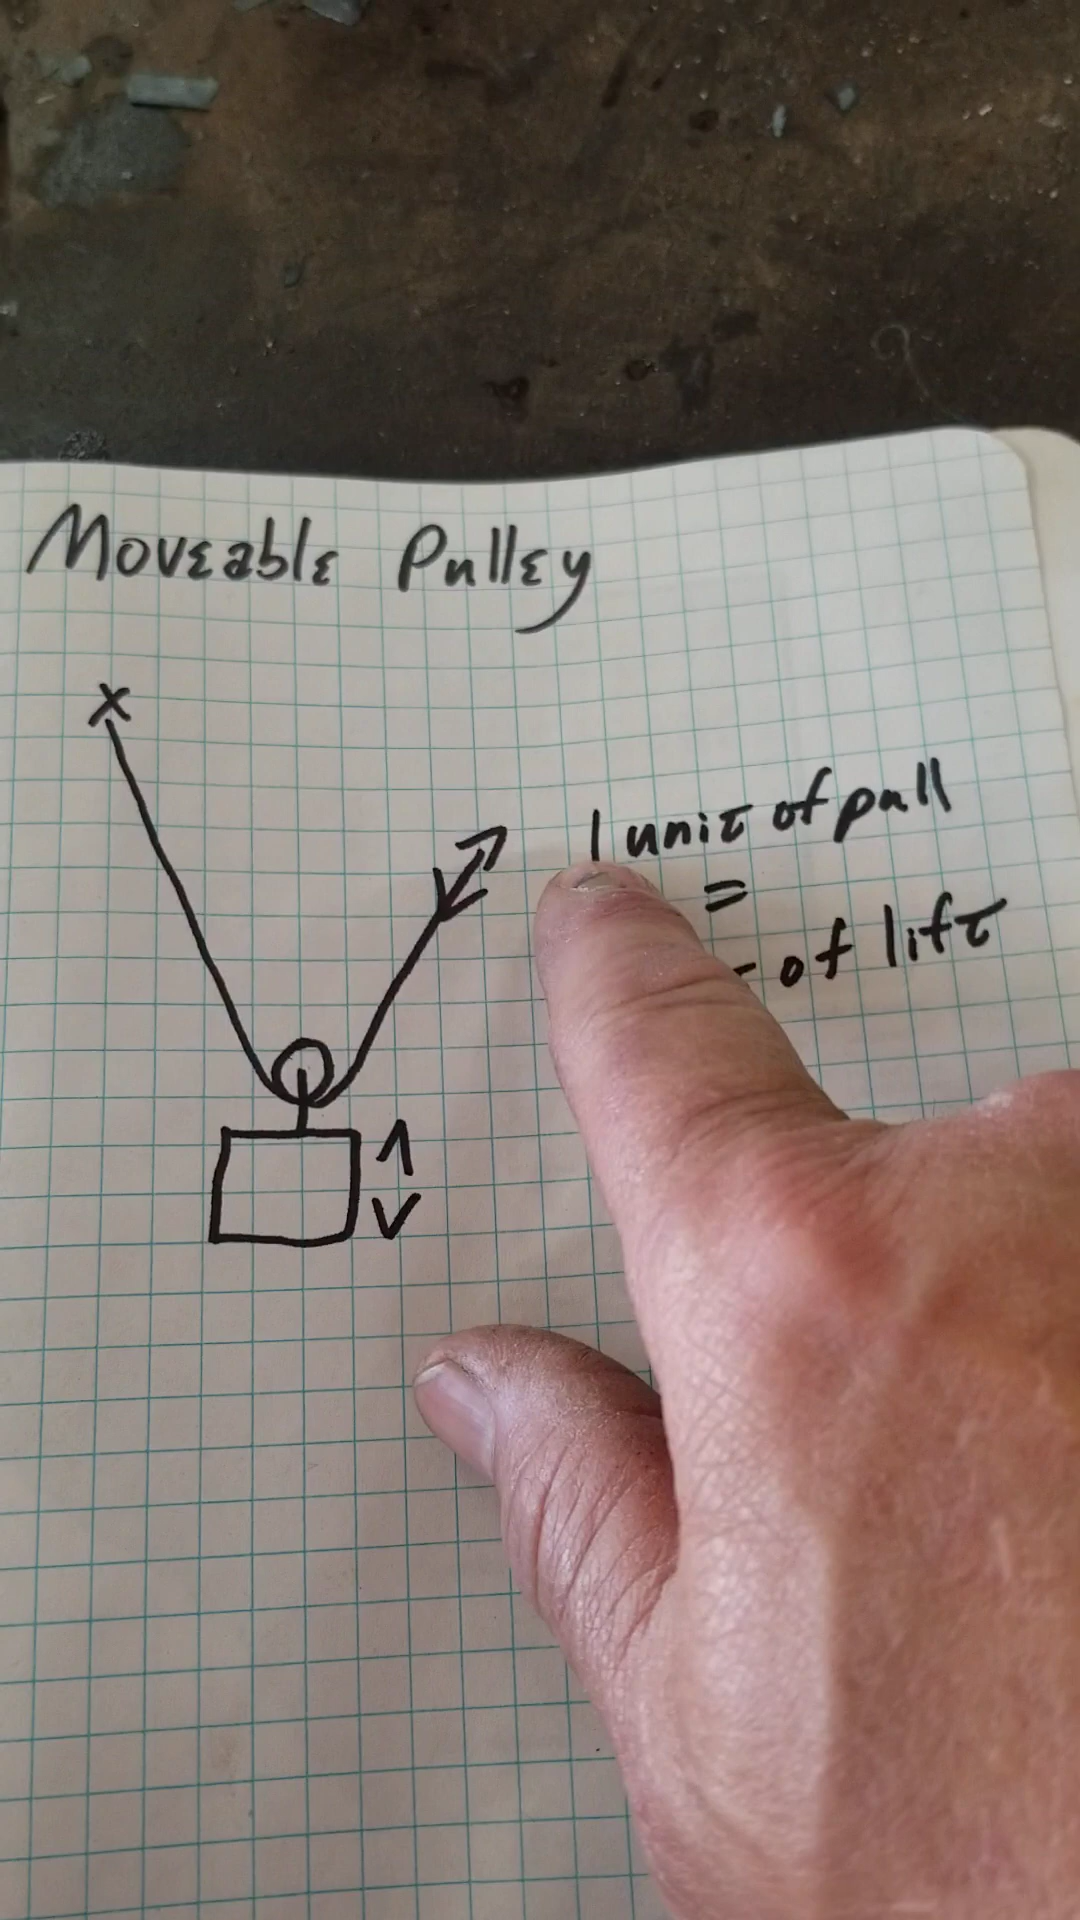 Moveable Pulley
x
1 unit of pull
=
of lift